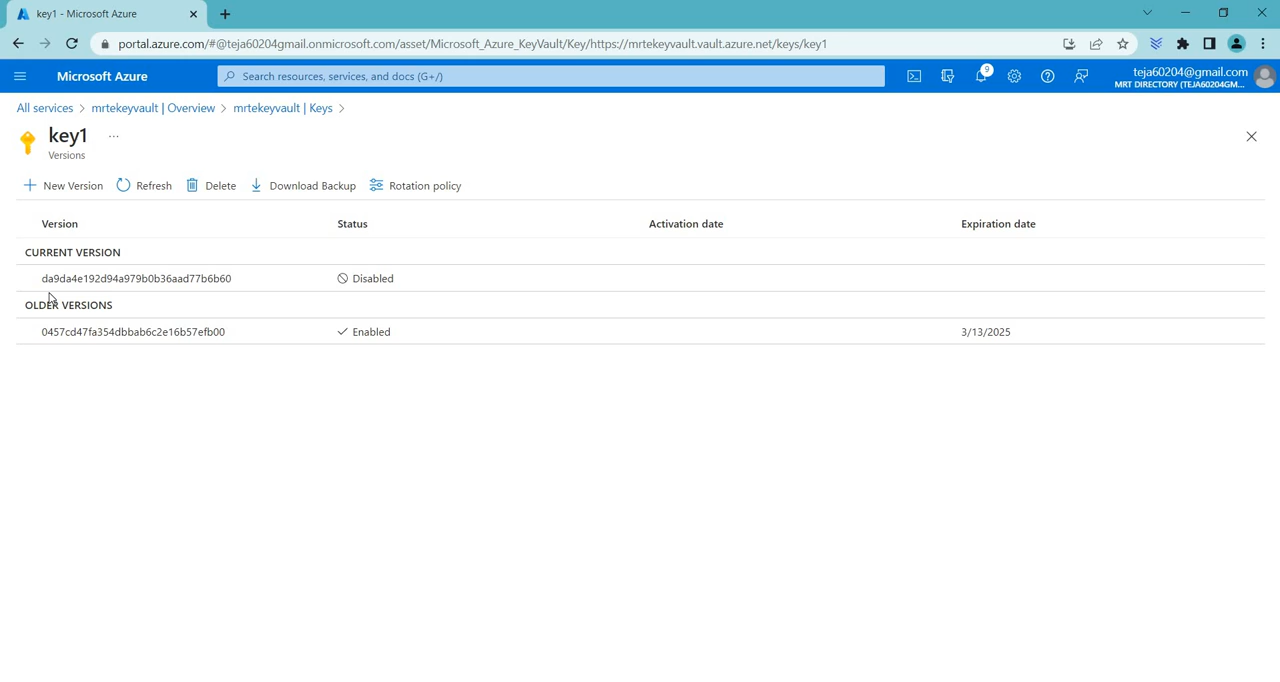 key1 - Microsoft Azure
portal.azure.com/#@teja60204gmail.onmicrosoft.com/asset/Microsoft_Azure_KeyVault/Key/https://mrtekeyvault.vault.azure.net/keys/key1
Microsoft Azure
Search resources, services, and docs (G+/)
9
teja60204@gmail.com
MRT DIRECTORY (TEJA60204GM...
All services > mrtekeyvault | Overview > mrtekeyvault | Keys >
key1 ...
Versions
New Version Refresh Delete Download Backup Rotation policy
Version Status Activation date Expiration date
CURRENT VERSION
da9da4e192d94a979b0b36aad77b6b60 Disabled
OLDER VERSIONS
0457cd47fa354dbbab6c2e16b57efb00 Enabled 3/13/2025